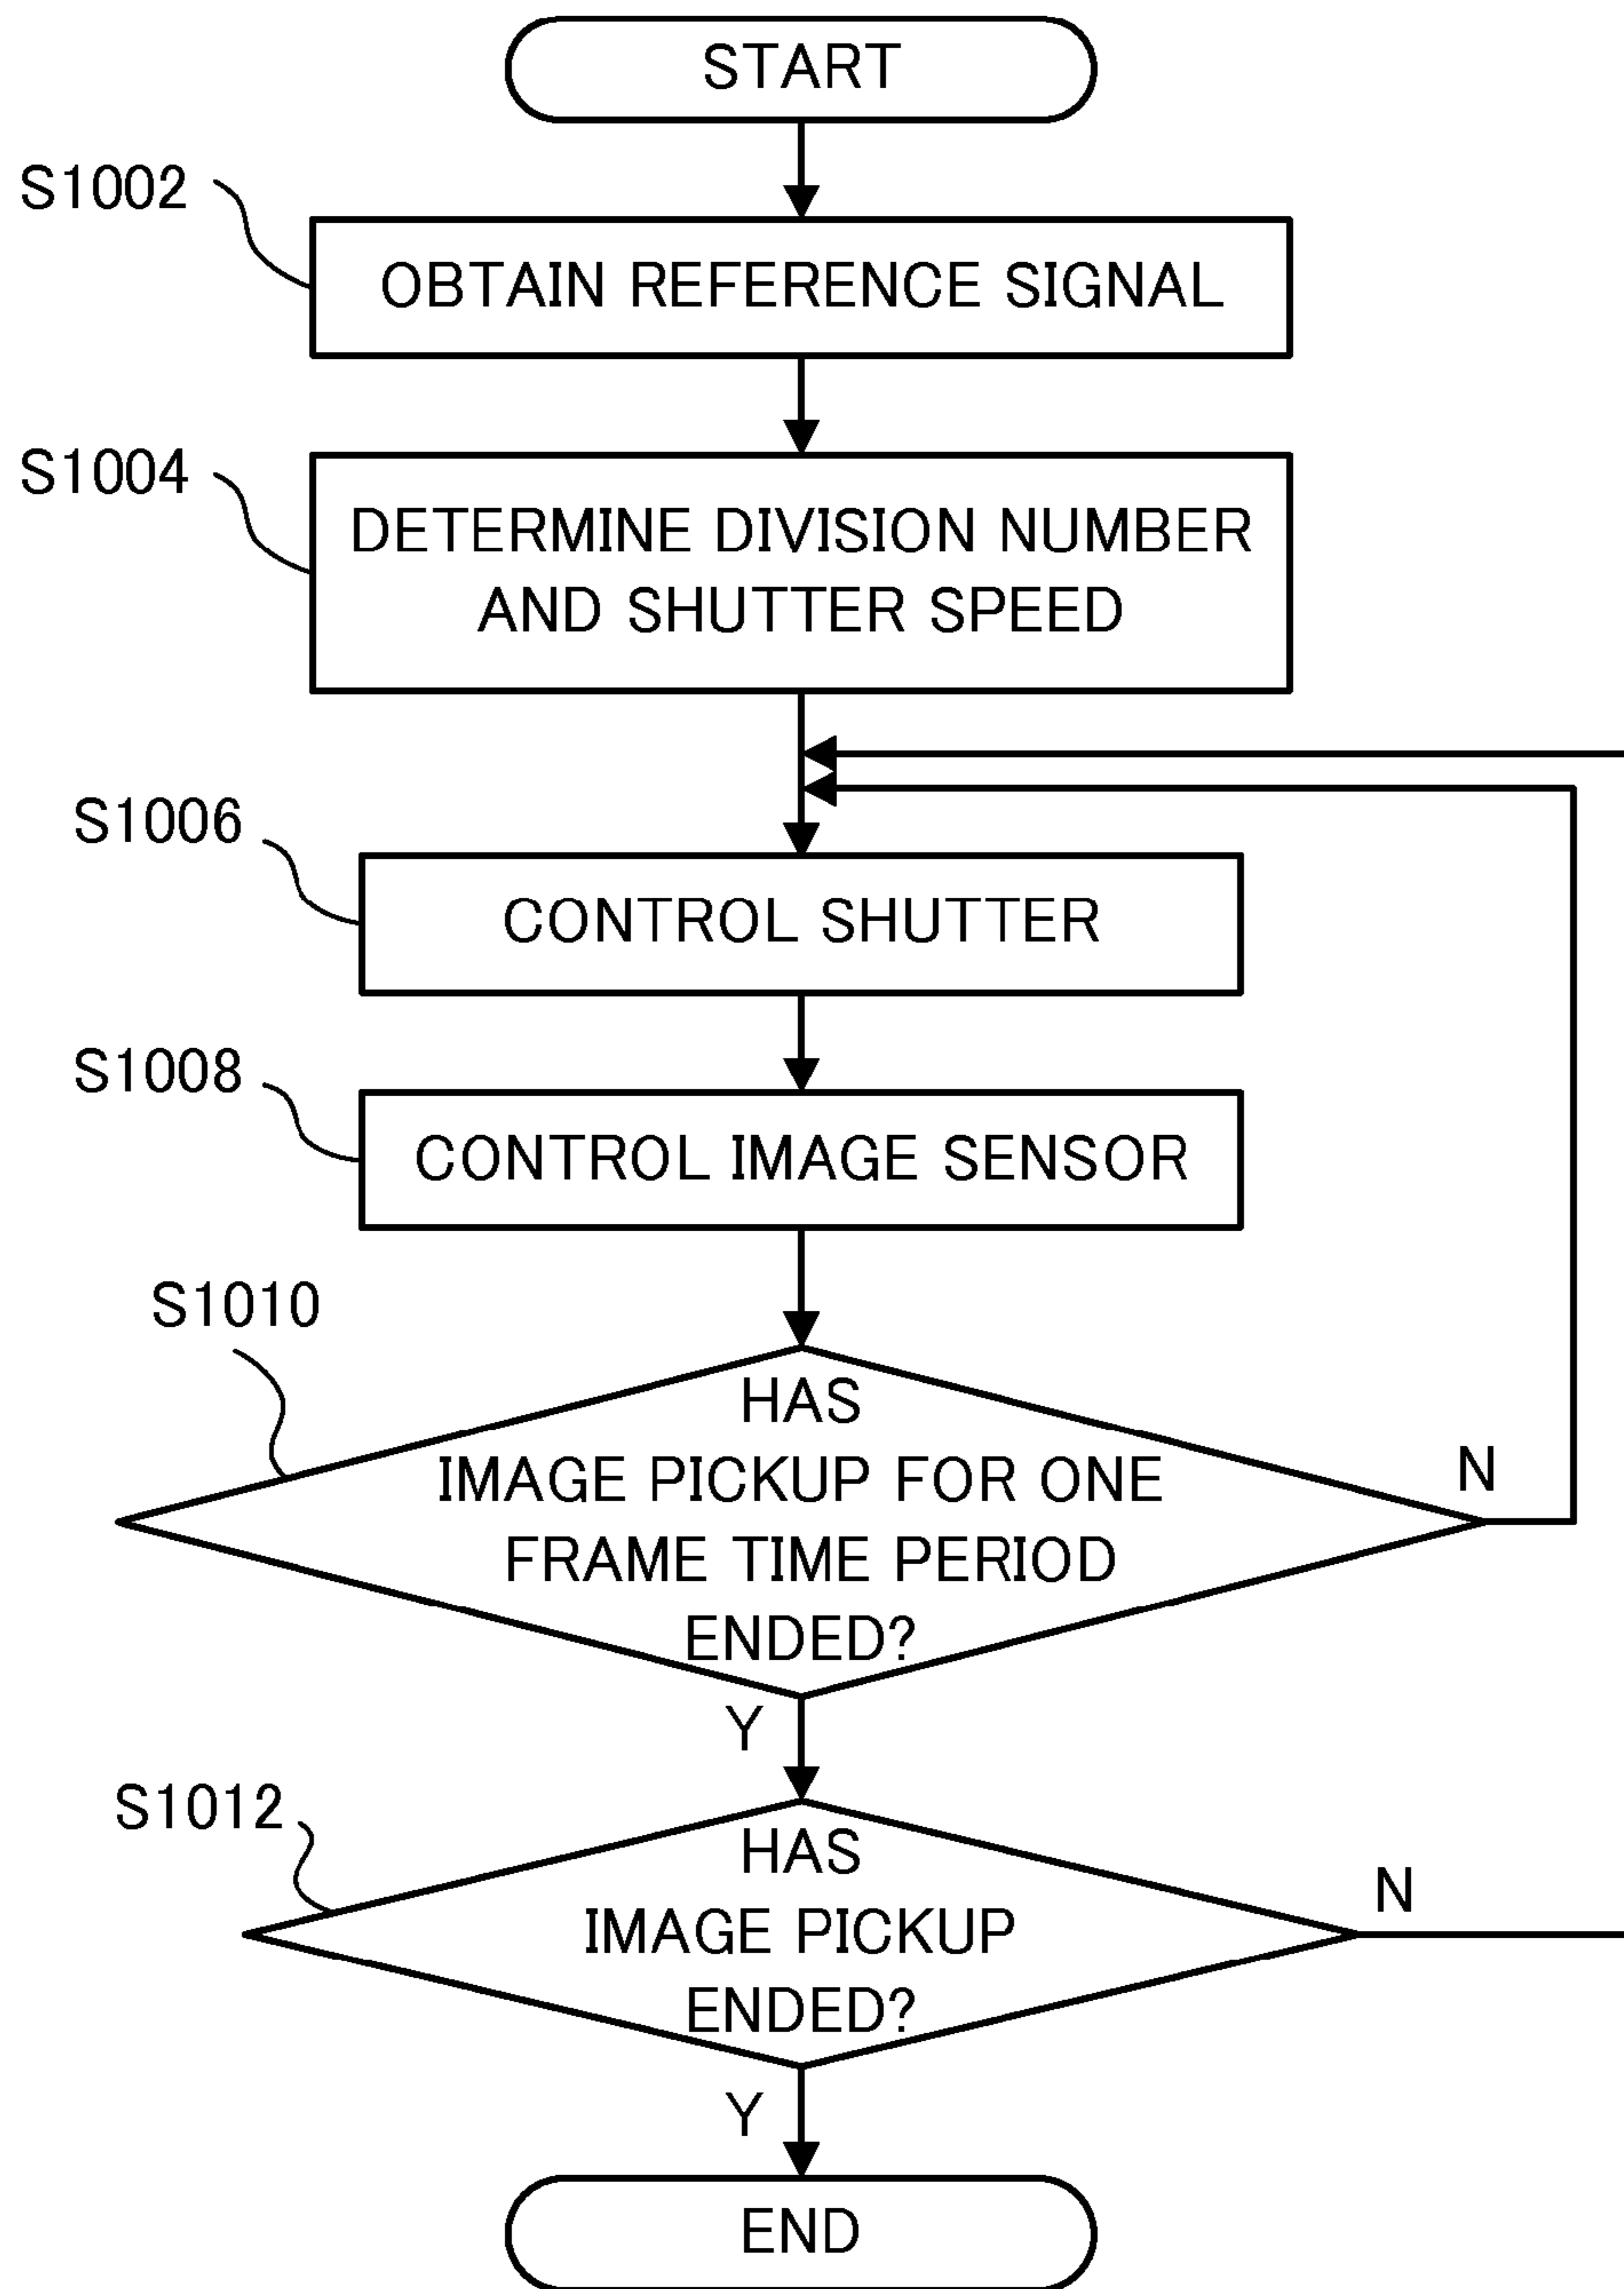 START
S1002
OBTAIN REFERENCE SIGNAL
S1004
DETERMINE DIVISION NUMBER
AND SHUTTER SPEED
S1006
CONTROL SHUTTER
S1008
CONTROL IMAGE SENSOR
S1010
HAS
IMAGE PICKUP FOR ONE
FRAME TIME PERIOD
ENDED?
N
Y
S1012
HAS
IMAGE PICKUP
ENDED?
N
Y
END